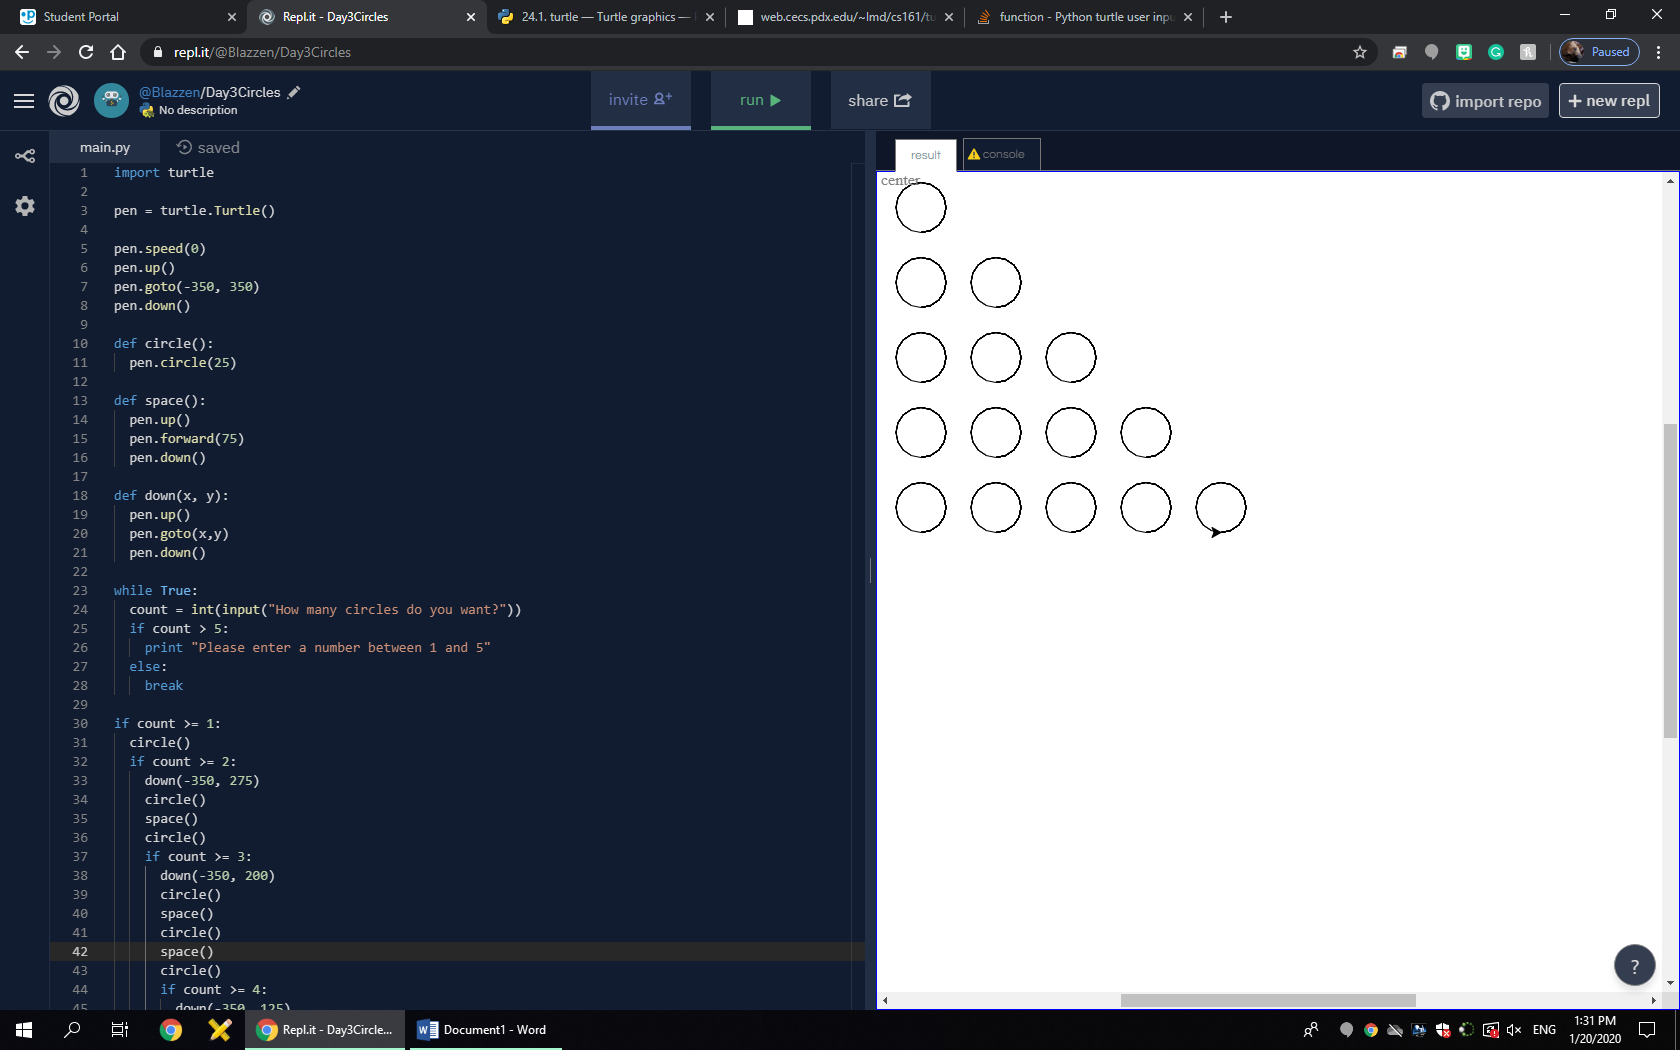 Student Portal
Repl.it - Day3Circles
24.1. turtle — Turtle graphics —
web.cecs.pdx.edu/~lmd/cs161/tu
function - Python turtle user inpu
repl.it/@Blazzen/Day3Circles
Paused
@Blazzen/Day3Circles
No description
invite
run
share
import repo
+ new repl
main.py
saved
result
console
1 import turtle
2
3 pen = turtle.Turtle()
4
5 pen.speed(0)
6 pen.up()
7 pen.goto(-350, 350)
8 pen.down()
9
10 def circle():
11 pen.circle(25)
12
13 def space():
14 pen.up()
15 pen.forward(75)
16 pen.down()
17
18 def down(x, y):
19 pen.up()
20 pen.goto(x,y)
21 pen.down()
22
23 while True:
24 count = int(input("How many circles do you want?"))
25 if count > 5:
26 print "Please enter a number between 1 and 5"
27 else:
28 break
29
30 if count >= 1:
31 circle()
32 if count >= 2:
33 down(-350, 275)
34 circle()
35 space()
36 circle()
37 if count >= 3:
38 down(-350, 200)
39 circle()
40 space()
41 circle()
42 space()
43 circle()
44 if count >= 4:
45 down(-350, 125)
center
?
Repl.it - Day3Circle...
Document1 - Word
ENG
1:31 PM
1/20/2020